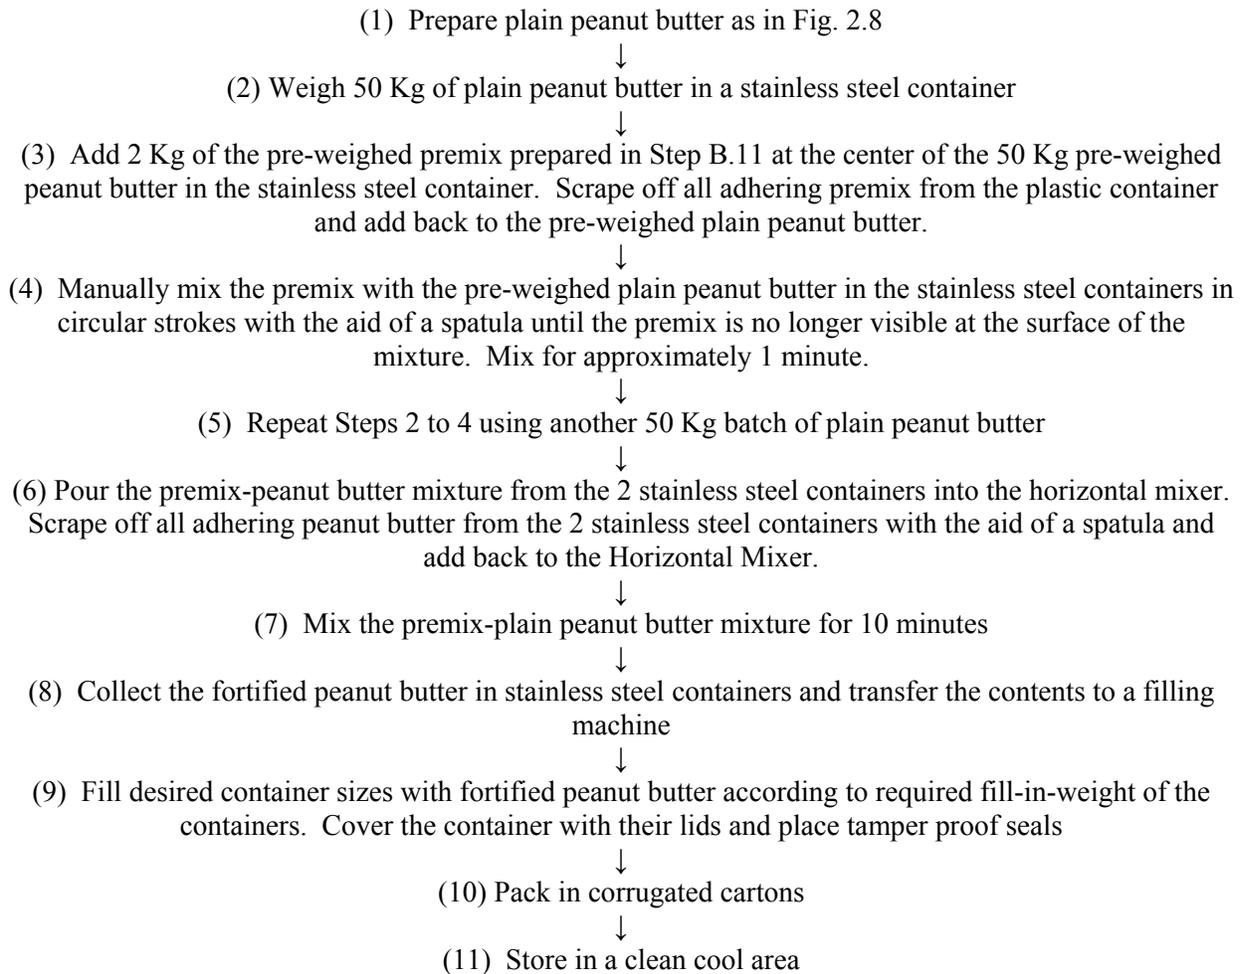 (1)  Prepare plain peanut butter as in Fig. 2.8
↓
(2) Weigh 50 Kg of plain peanut butter in a stainless steel container
↓
(3)  Add 2 Kg of the pre-weighed premix prepared in Step B.11 at the center of the 50 Kg pre-weighed
peanut butter in the stainless steel container.  Scrape off all adhering premix from the plastic container
and add back to the pre-weighed plain peanut butter.
↓
(4)  Manually mix the premix with the pre-weighed plain peanut butter in the stainless steel containers in
circular strokes with the aid of a spatula until the premix is no longer visible at the surface of the
mixture.  Mix for approximately 1 minute.
↓
(5)  Repeat Steps 2 to 4 using another 50 Kg batch of plain peanut butter
↓
(6) Pour the premix-peanut butter mixture from the 2 stainless steel containers into the horizontal mixer.
Scrape off all adhering peanut butter from the 2 stainless steel containers with the aid of a spatula and
add back to the Horizontal Mixer.
↓
(7)  Mix the premix-plain peanut butter mixture for 10 minutes
↓
(8)  Collect the fortified peanut butter in stainless steel containers and transfer the contents to a filling
machine
↓
(9)  Fill desired container sizes with fortified peanut butter according to required fill-in-weight of the
containers.  Cover the container with their lids and place tamper proof seals
↓
(10) Pack in corrugated cartons
↓
(11)  Store in a clean cool area